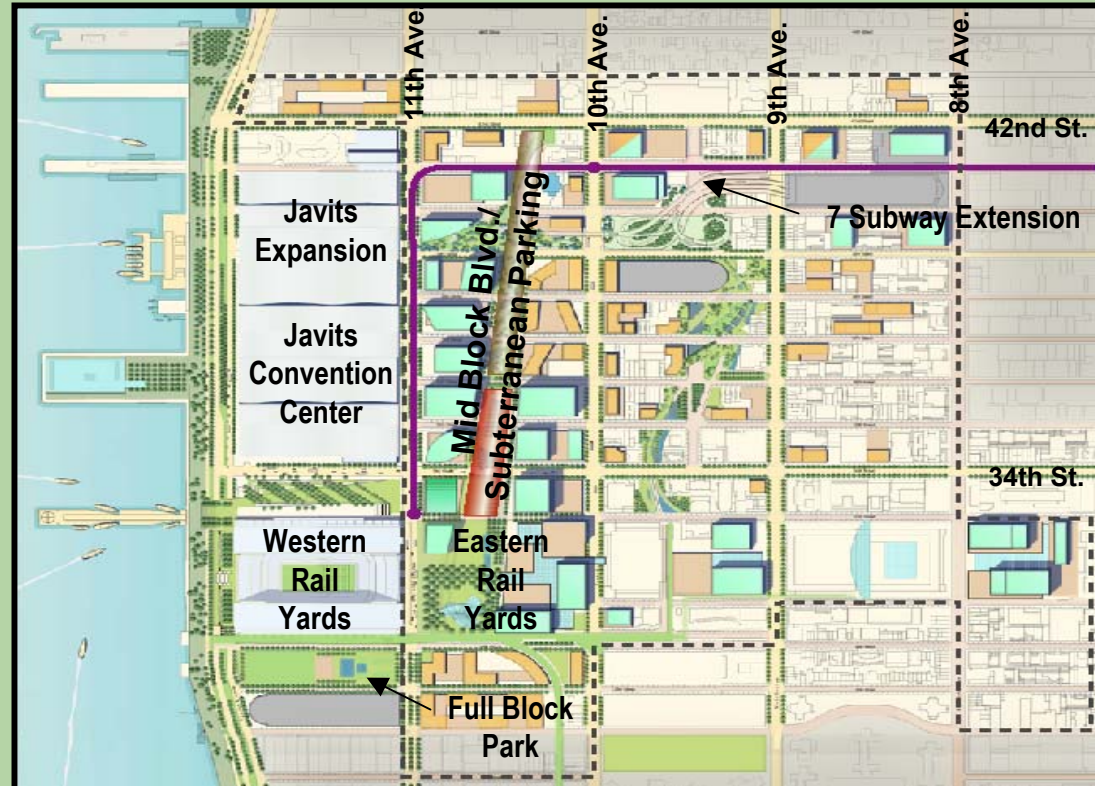 11th Ave.
10th Ave.
9th Ave.
8th Ave.
42nd St.
7 Subway Extension
Javits
Expansion
Mid Block Blvd./
Subterranean Parking
Javits
Convention
Center
34th St.
Western
Rail
Yards
Eastern
Rail
Yards
Full Block
Park